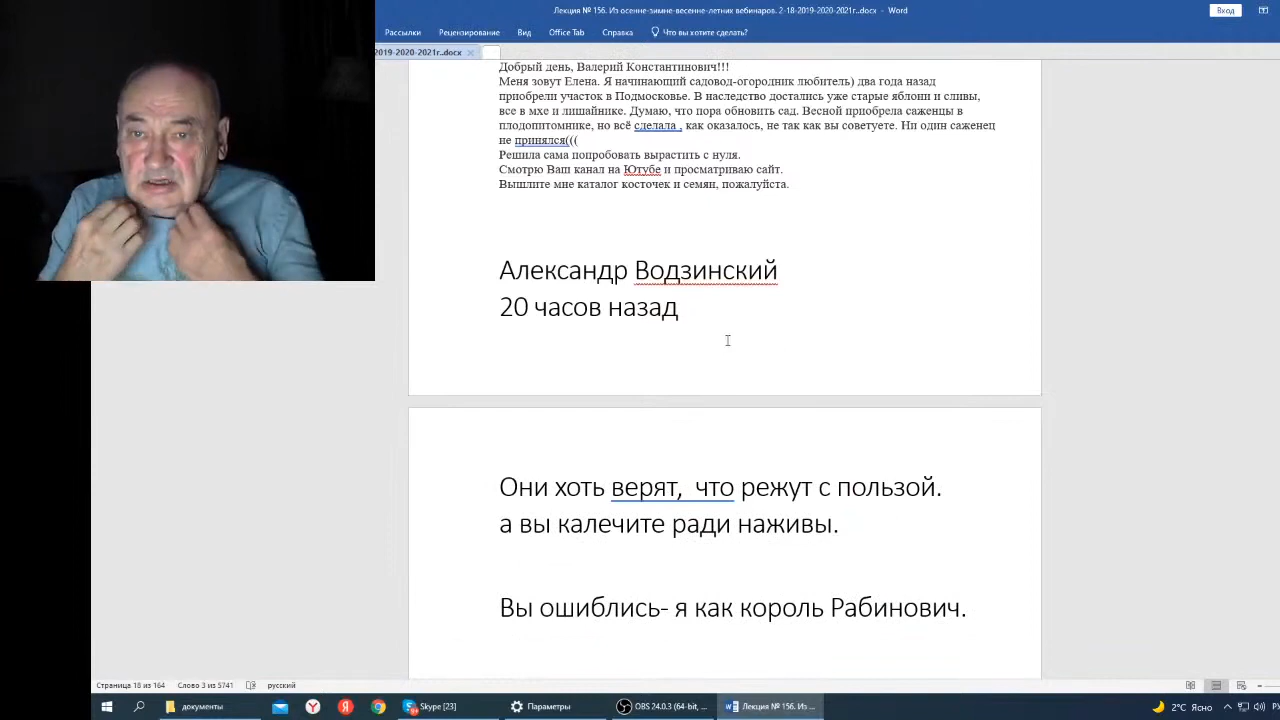 Лекция № 156. Из осенне-зимне-весенне-летних вебинаров. 2-18-2019-2020-2021г..docx - Word
Вход
Рассылки Рецензирование Вид Office Tab Справка Что вы хотите сделать?
2019-2020-2021г..docx
Добрый день, Валерий Константинович!!!
Меня зовут Елена. Я начинающий садовод-огородник любитель) два года назад
приобрели участок в Подмосковье. В наследство достались уже старые яблони и сливы,
все в мхе и лишайнике. Думаю, что пора обновить сад. Весной приобрела саженцы в
плодопитомнике, но всё сделала , как оказалось, не так как вы советуете. Ни один саженец
не принялся(((
Решила сама попробовать вырастить с нуля.
Смотрю Ваш канал на Ютубе и просматриваю сайт.
Вышлите мне каталог косточек и семян, пожалуйста.
Александр Водзинский
20 часов назад
Они хоть верят, что режут с пользой.
а вы калечите ради наживы.
Вы ошиблись- я как король Рабинович.
Страница 18 из 164 Слово 3 из 5741 русский
документы Skype [23] Параметры OBS 24.0.3 (64-bit, ... Лекция № 156. Из ... 2°C Ясно